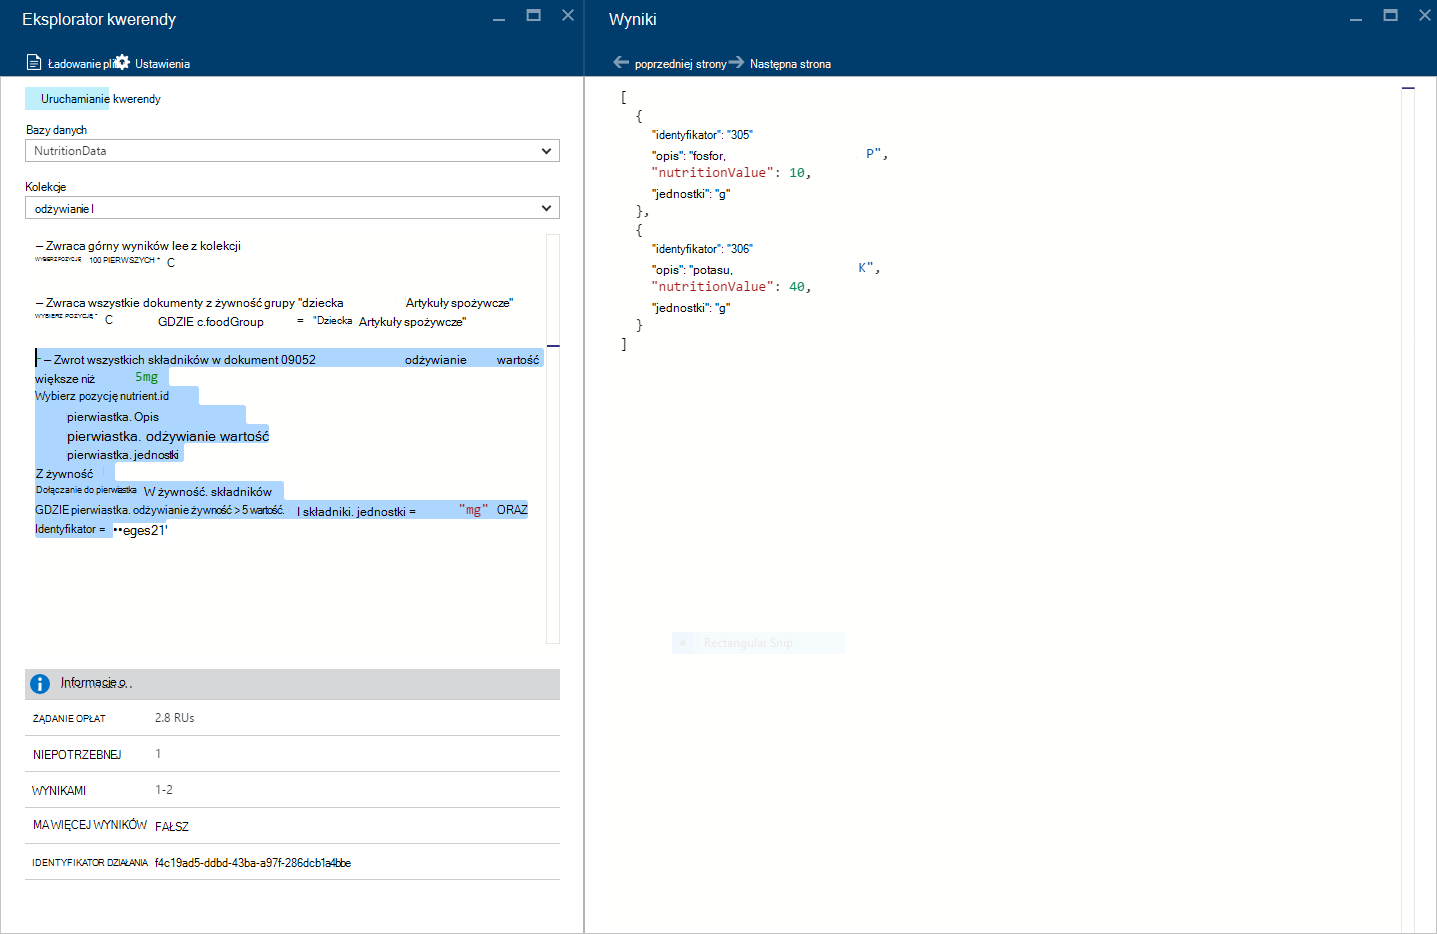 Eksplorator kwerendy
Ładowanie pli Ustawienia
Uruchamianie kwerendy
Bazy danych
NutritionData
Kolekcje
odżywianie I
– Zwraca górny wyników lee z kolekcji
WYBIERZ POZYCJĘ 100 PIERWSZYCH * C
– Zwraca wszystkie dokumenty z żywność grupy "dziecka Artykuły spożywcze"
WYBIERZ POZYCJĘ * C GDZIE c.foodGroup = "Dziecka Artykuły spożywcze"
– Zwrot wszystkich składników w dokument 09052 odżywianie wartość
większe niż 5mg
Wybierz pozycję nutrient.id
pierwiastka. Opis
pierwiastka. odżywianie wartość
pierwiastka. jednostki
Z żywność
Dołączanie do pierwiastka W żywność. składników
GDZIE pierwiastka. odżywianie żywność > 5 wartość. I składniki. jednostki = "mg" ORAZ
Identyfikator = ••eges21'
Informacje o..
ŻĄDANIE OPŁAT 2.8 RUs
NIEPOTRZEBNEJ 1
WYNIKAMI 1-2
MA WIĘCEJ WYNIKÓW FAŁSZ
IDENTYFIKATOR DZIAŁANIA f4c19ad5-ddbd-43ba-a97f-286dcb1a4bbe
Wyniki
poprzedniej strony Następna strona
[
{
"identyfikator": "305"
"opis": "fosfor, P",
"nutritionValue": 10,
"jednostki": "g"
},
{
"identyfikator": "306"
"opis": "potasu, K",
"nutritionValue": 40,
"jednostki": "g"
}
]
Rectangular Snip